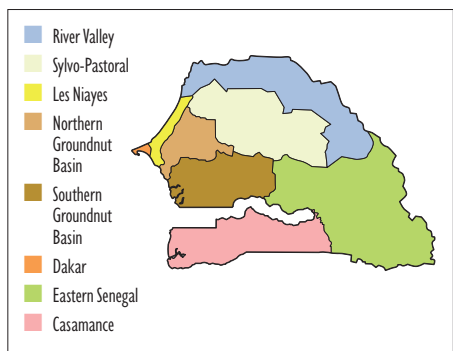 River Valley
Sylvo-Pastoral
Les Niayes
Northern
Groundnut
Basin
Southern
Groundnut
Basin
Dakar
Eastern Senegal
Casamance